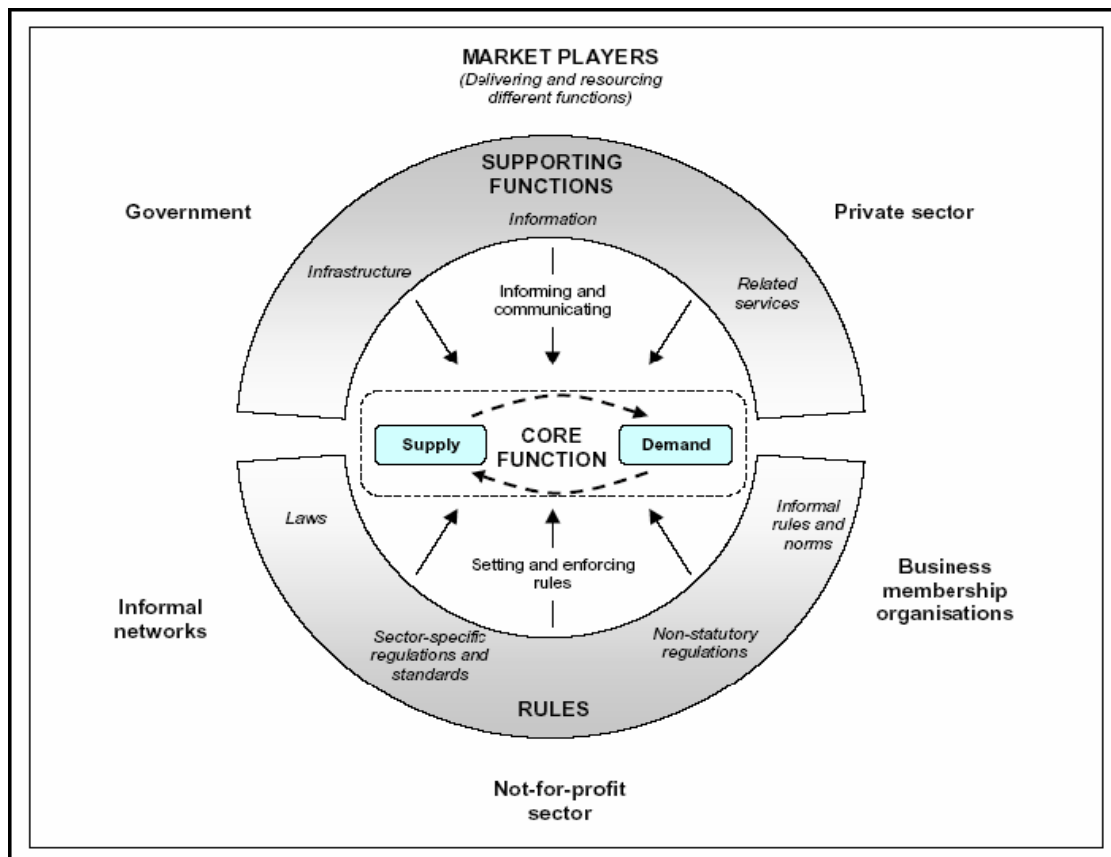 MARKET PLAYERS
(Delivering and resourcing
different functions)
SUPPORTING
FUNCTIONS
Government
Private sector
Information
Infrastructure
Related
services
Informing and
communicating
Supply
CORE
FUNCTION
Demand
Laws
Informal
rules and
norms
Setting and enforcing
rules
Business
membership
organisations
Informal
networks
Sector-specific
regulations and
standards
Non-statutory
regulations
RULES
Not-for-profit
sector